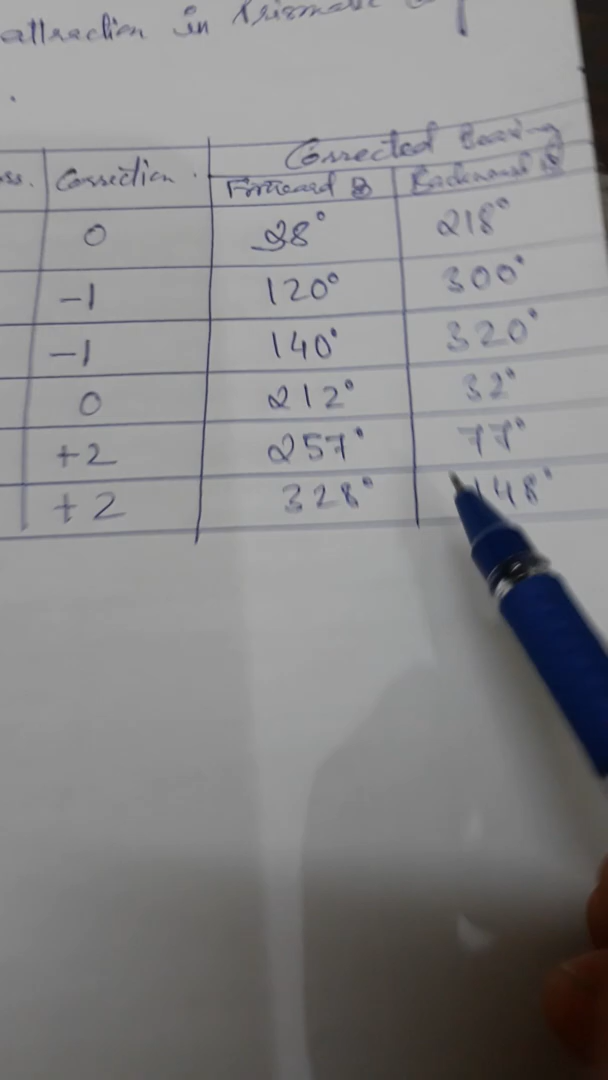 attraction in
Corrected Bearing
Correction. Forward B Backward B
0 38° 218°
-1 120° 300°
-1 140° 320°
0 212° 32°
+2 257° 77°
+2 328° 148°